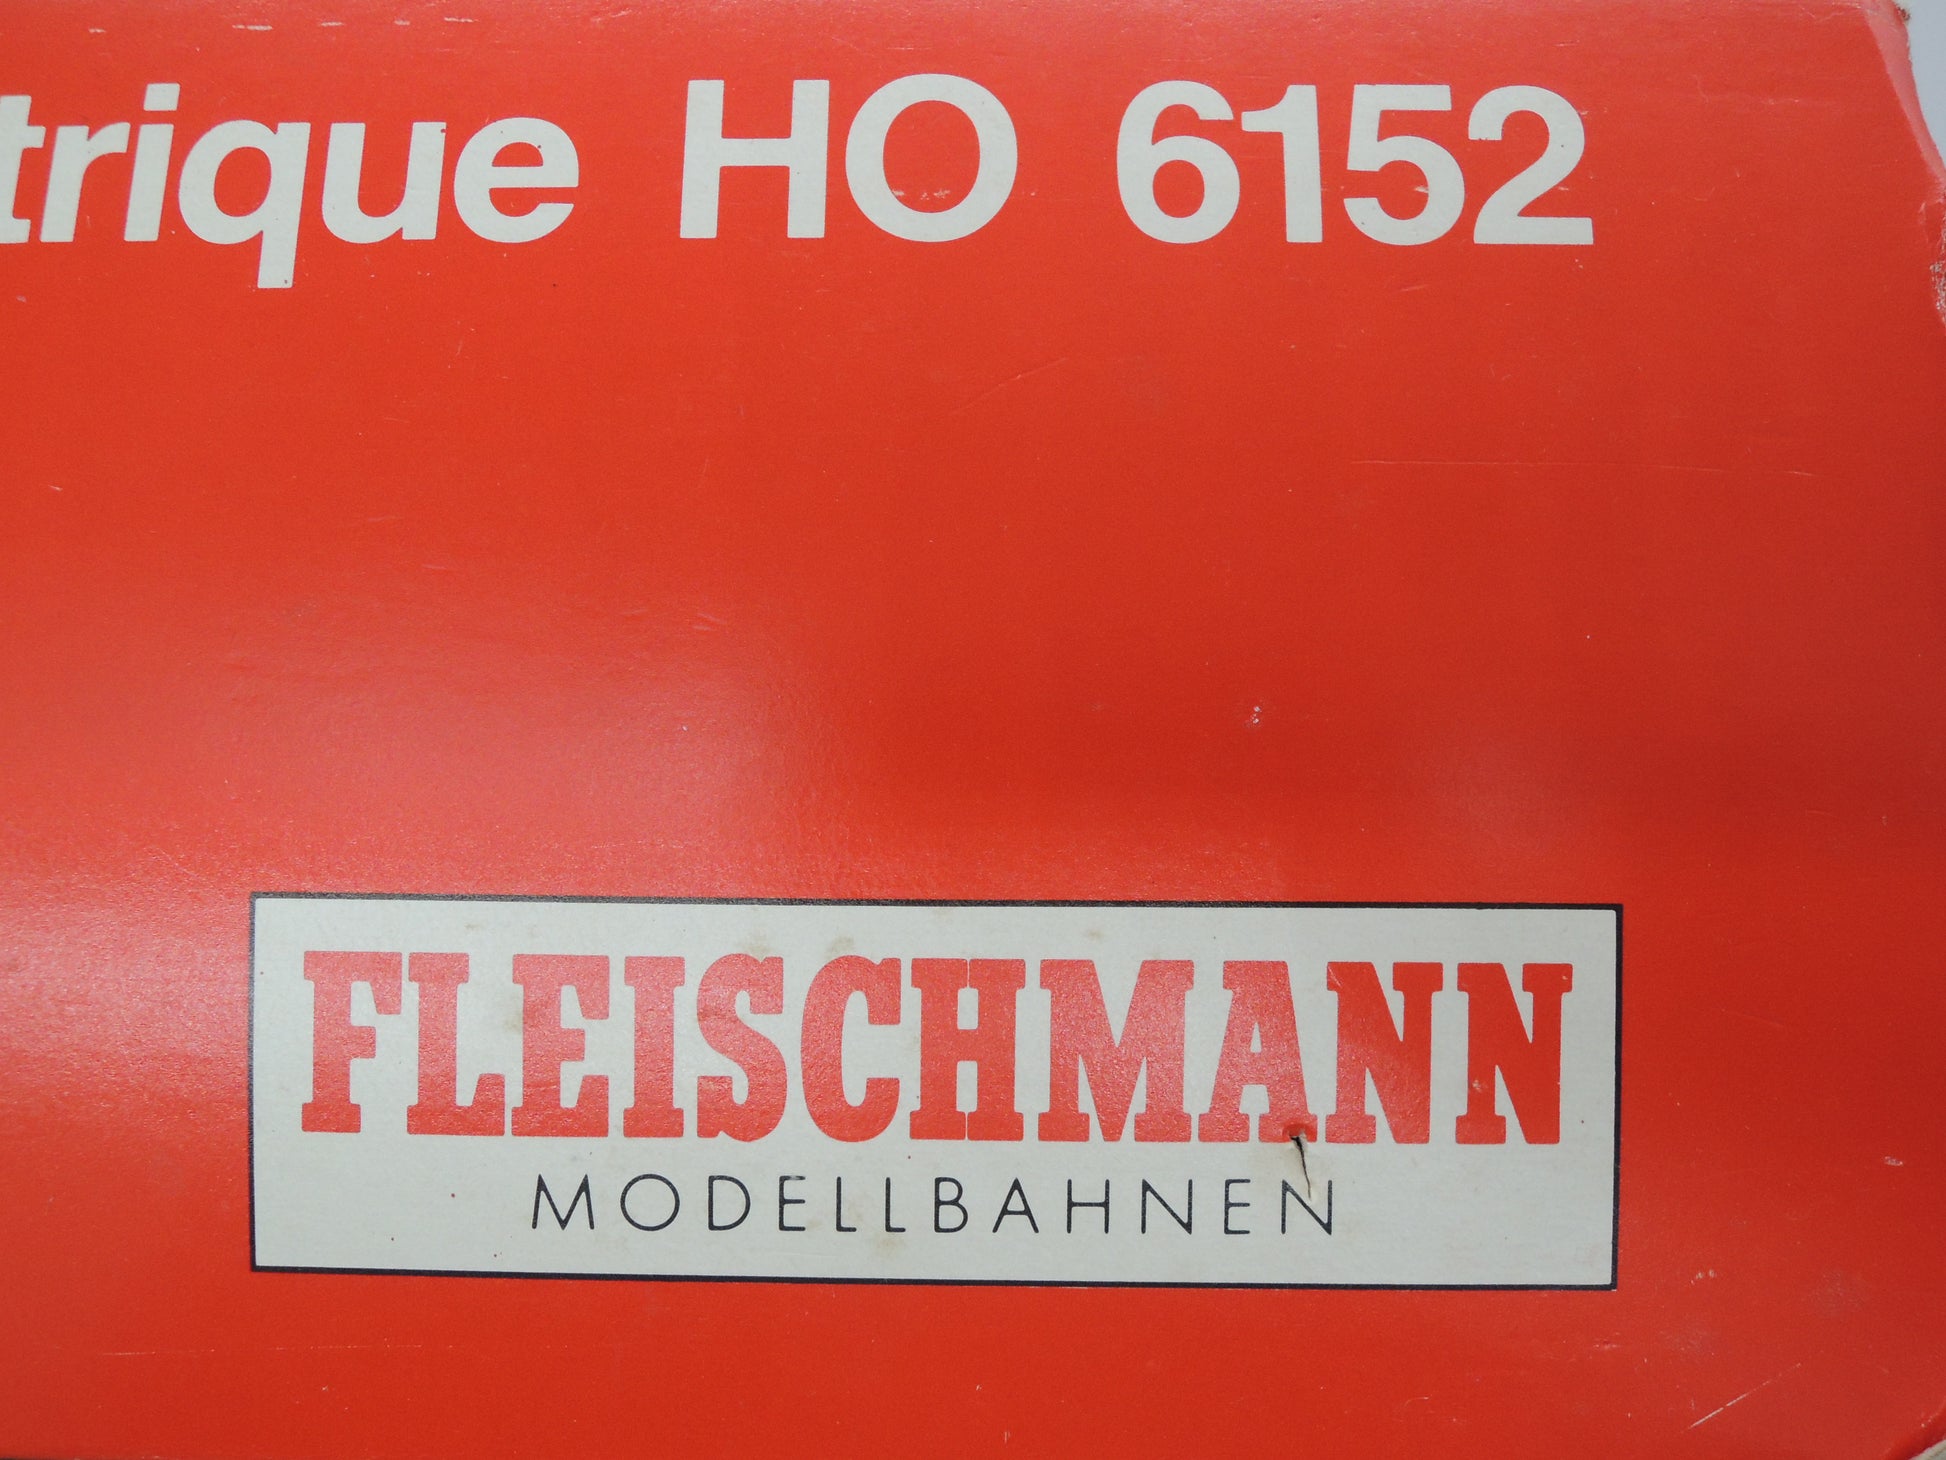 trique HO 6152
FLEISCHMANN
MODELLBAHNEN